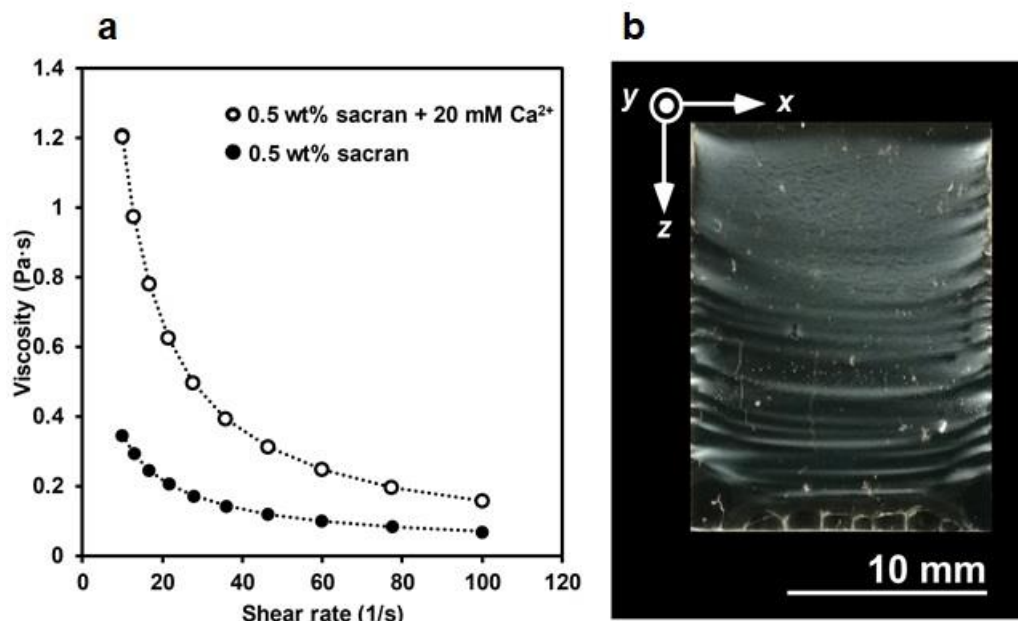 a
b
1.4
1.2
1
0.8
0.6
0.4
0.2
0
Viscosity (Pa·s)
0.5 wt% sacran + 20 mM Ca²⁺
0.5 wt% sacran
0 20 40 60 80 100 120
Shear rate (1/s)
y x
z
10 mm